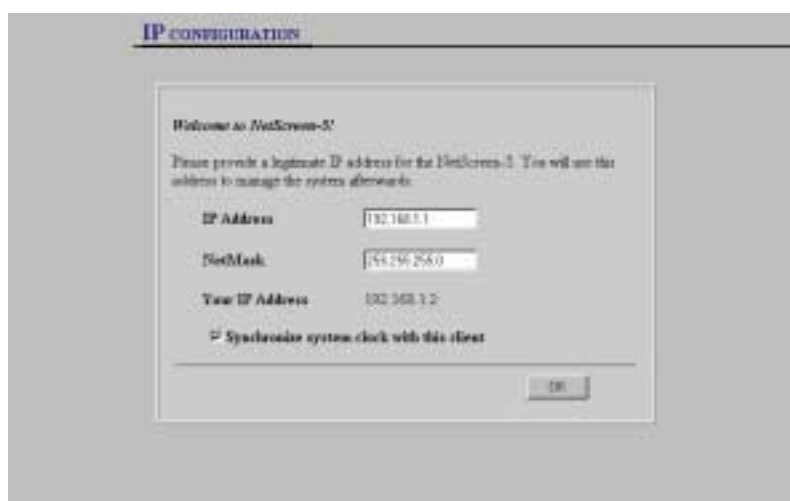 IP CONFIGURATION
Welcome to NetScreen-5!
Please provide a legitimate IP address for the NetScreen-5. You will use this
address to manage the system afterwards.
IP Address 192.168.1.1
NetMask 255.255.255.0
Your IP Address 192.168.1.2
Synchronize system clock with this client
OK